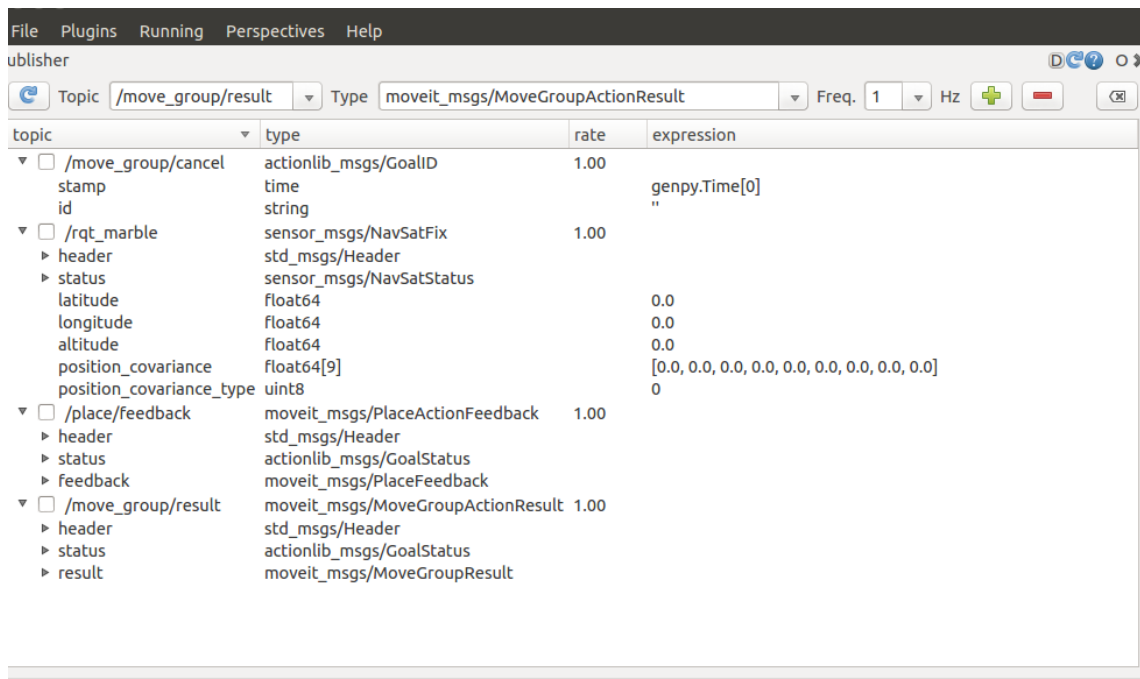 File Plugins Running Perspectives Help
ublisher D O
Topic /move_group/result Type moveit_msgs/MoveGroupActionResult Freq. 1 Hz
topic type rate expression
/move_group/cancel actionlib_msgs/GoalID 1.00
stamp time genpy.Time[0]
id string ''
/rqt_marble sensor_msgs/NavSatFix 1.00
header std_msgs/Header
status sensor_msgs/NavSatStatus
latitude float64 0.0
longitude float64 0.0
altitude float64 0.0
position_covariance float64[9] [0.0, 0.0, 0.0, 0.0, 0.0, 0.0, 0.0, 0.0, 0.0]
position_covariance_type uint8 0
/place/feedback moveit_msgs/PlaceActionFeedback 1.00
header std_msgs/Header
status actionlib_msgs/GoalStatus
feedback moveit_msgs/PlaceFeedback
/move_group/result moveit_msgs/MoveGroupActionResult 1.00
header std_msgs/Header
status actionlib_msgs/GoalStatus
result moveit_msgs/MoveGroupResult